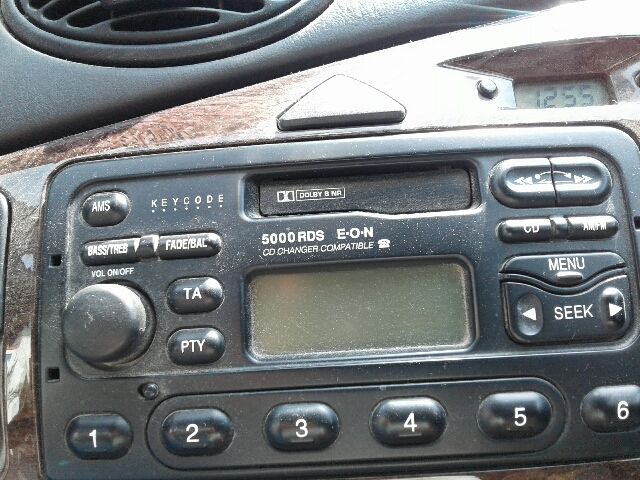 12:55
AMS
KEYCODE
DOLBY B NR
5000 RDS E·O·N
CD CHANGER COMPATIBLE
BASS/TREB
FADE/BAL
CD
AM/FM
VOL ON/OFF
TA
PTY
MENU
SEEK
1
2
3
4
5
6